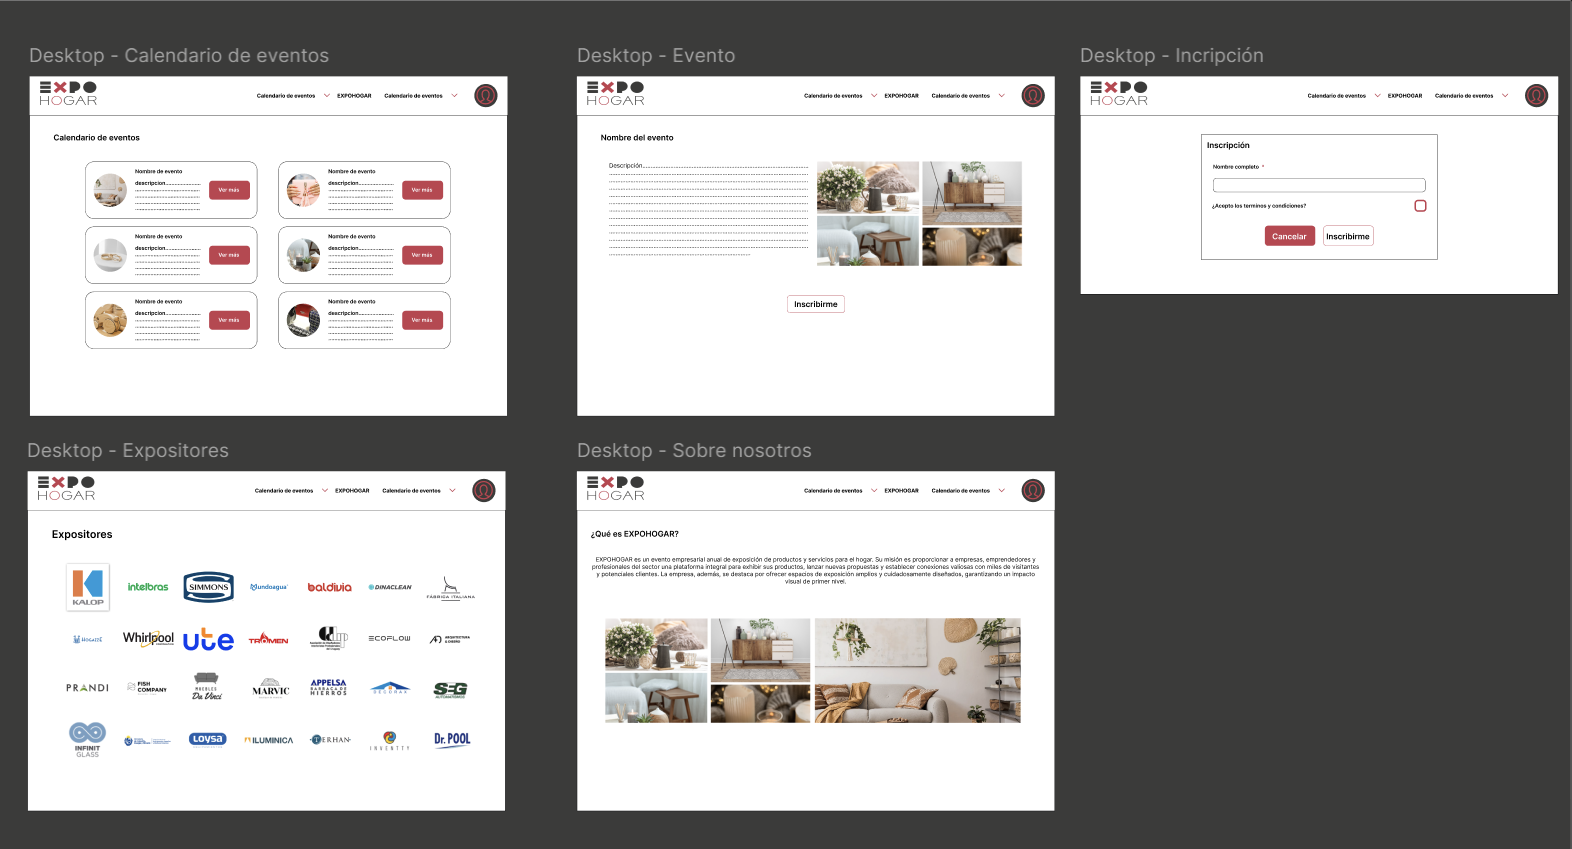 Desktop - Calendario de eventos
EXPO
HOGAR
Calendario de eventos
EXPOHOGAR
Calendario de eventos
Calendario de eventos
Nombre de evento
descripcion
Ver más
Nombre de evento
descripcion
Ver más
Nombre de evento
descripcion
Ver más
Nombre de evento
descripcion
Ver más
Nombre de evento
descripcion
Ver más
Nombre de evento
descripcion
Ver más
Desktop - Evento
EXPO
HOGAR
Calendario de eventos
EXPOHOGAR
Calendario de eventos
Nombre del evento
Descripción
Inscribirme
Desktop - Incripción
EXPO
HOGAR
Calendario de eventos
EXPOHOGAR
Calendario de eventos
Inscripción
Nombre completo *
¿Acepto los terminos y condiciones?
Cancelar
Inscribirme
Desktop - Expositores
EXPO
HOGAR
Calendario de eventos
EXPOHOGAR
Calendario de eventos
Expositores
KALOP
intelbras
SIMMONS
undoagua
baldivia
DINACLEAN
FÁBRICA ITALIANA
HOGARTE
Whirlpool
ute
TROMEN
ECOFLOW
ARQUITECTURA
& DISEÑO
PRANDI
FISH
COMPANY
MUEBLES
Da Vinci
MARVIC
APPELSA
BARRACA DE
HIERROS
SEG
INFINIT
GLASS
Loysa
ILUMINICA
TERHAN
INVENTTY
Dr. POOL
Desktop - Sobre nosotros
EXPO
HOGAR
Calendario de eventos
EXPOHOGAR
Calendario de eventos
¿Qué es EXPOHOGAR?
EXPOHOGAR es un evento empresarial anual de exposición de productos y servicios para el hogar. Su misión es proporcionar a empresas, emprendedores y
profesionales del sector una plataforma integral para exhibir sus productos, lanzar nuevas propuestas y establecer conexiones valiosas con miles de visitantes
y potenciales clientes. La empresa, además, se destaca por ofrecer espacios de exposición amplios y cuidadosamente diseñados, garantizando un impacto
visual de primer nivel.